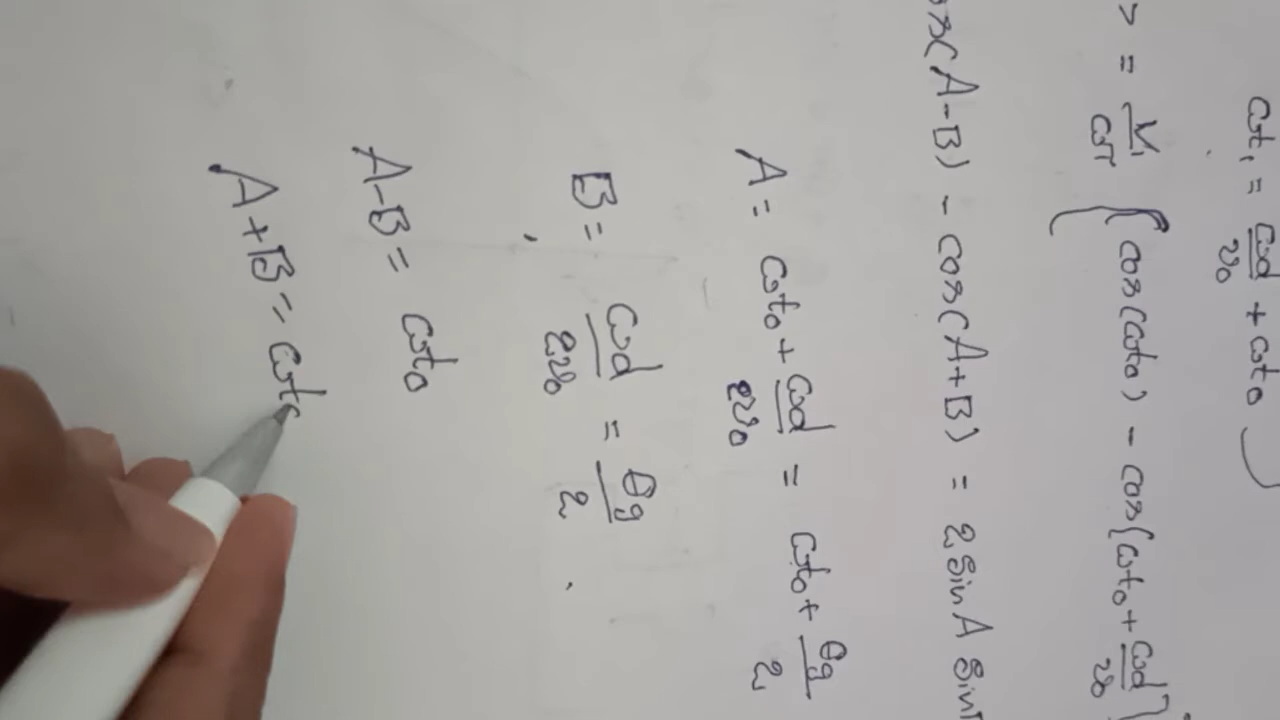 ωt₁ = ωd/v₀ + ωt₀
> = V₁/ωτ { cos(ωt₀) - cos(ωt₀ + ωd/v₀)
cos(A-B) - cos(A+B) = 2 sin A sin
A = ωt₀ + ωd/2v₀ = ωt₀ + θg/2
B = ωd/2v₀ = θg/2 .
A-B = ωt₀
A+B = ωt₀